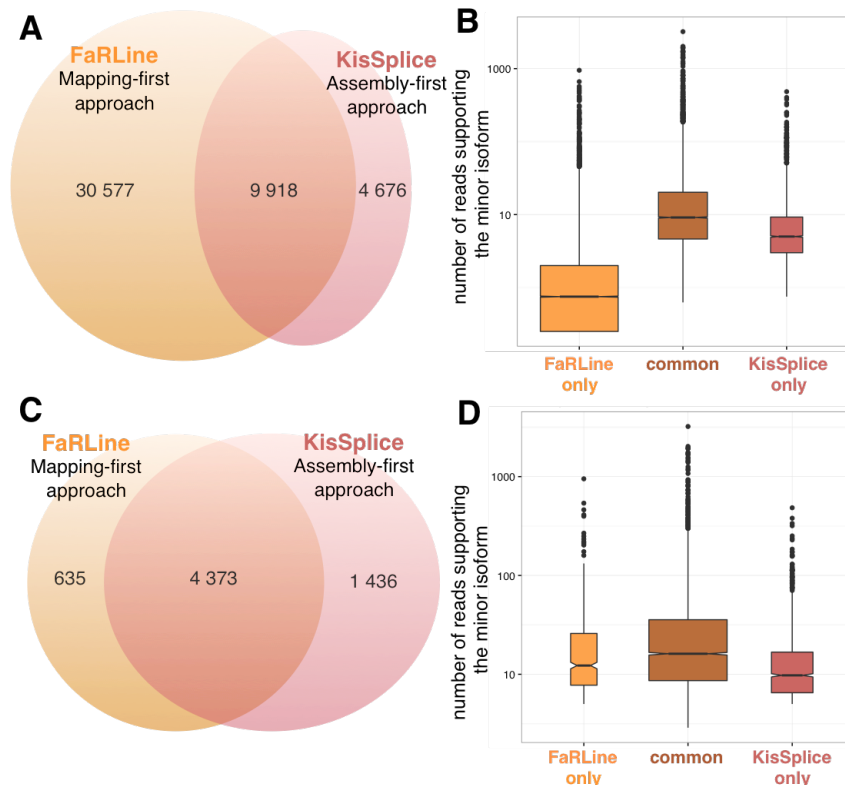 A
FaRLine
Mapping-first
approach
KisSplice
Assembly-first
approach
30 577
9 918
4 676
B
number of reads supporting
the minor isoform
1000
10
FaRLine
only
common
KisSplice
only
C
FaRLine
Mapping-first
approach
KisSplice
Assembly-first
approach
635
4 373
1 436
D
number of reads supporting
the minor isoform
1000
100
10
FaRLine
only
common
KisSplice
only